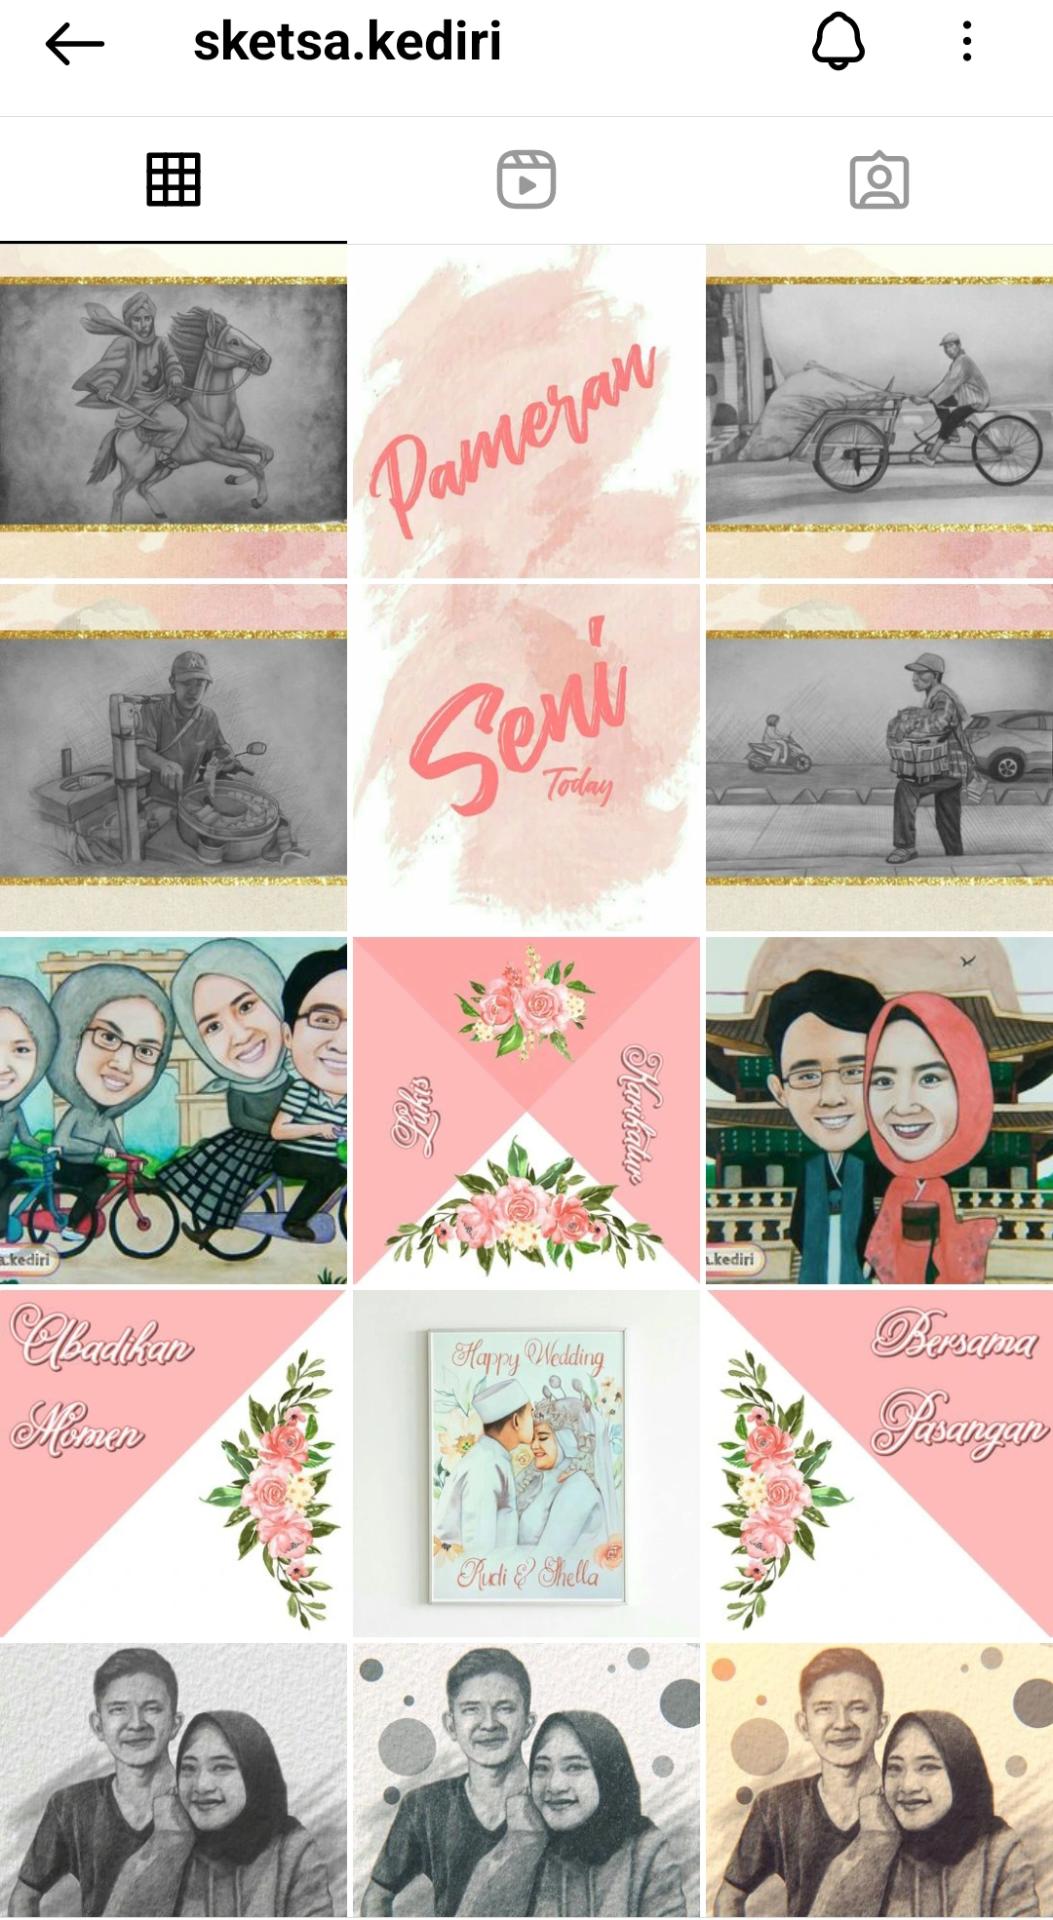 sketsa.kediri
Pameran
Seni
Today
Lukis
Karikatur
a.kediri
a.kediri
Abadikan
Momen
Happy Wedding
Rudi & Shella
Bersama
Pasangan